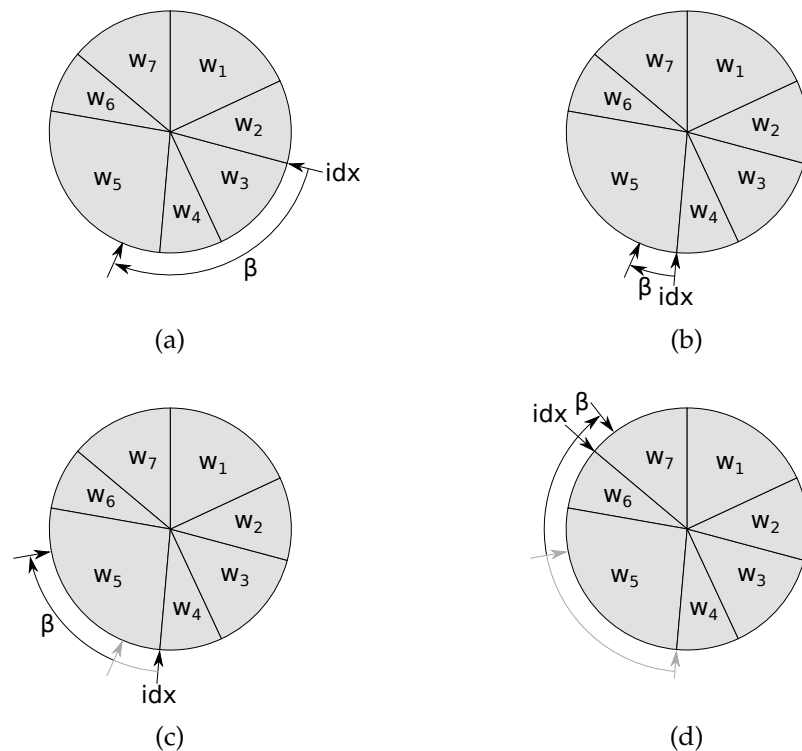 w₇ w₁
w₆ w₂
w₅ w₃ idx
w₄
β
(a)
w₇ w₁
w₆ w₂
w₅ w₃
w₄
β idx
(b)
w₇ w₁
w₆ w₂
w₅ w₃
w₄
β
idx
(c)
β
idx
w₇ w₁
w₆ w₂
w₅ w₃
w₄
(d)